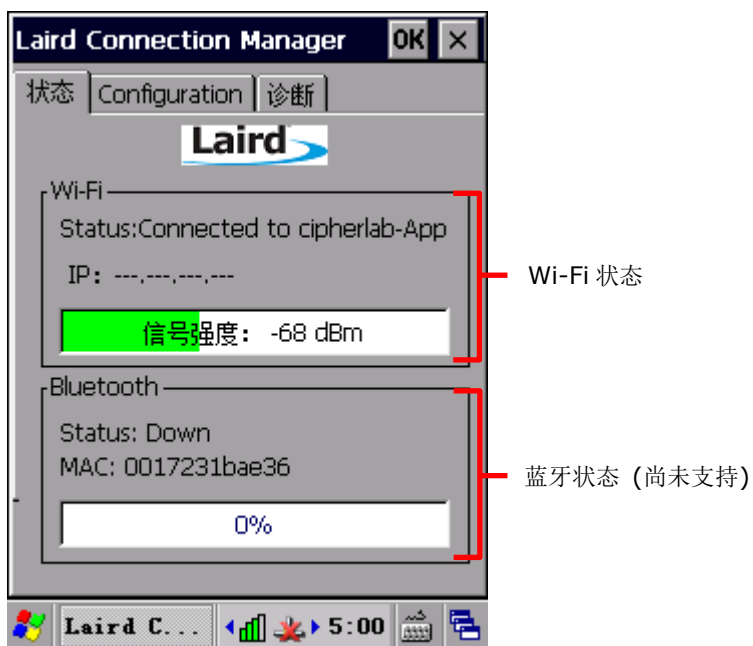 Laird Connection Manager OK ×
状态 Configuration 诊断
Laird
Wi-Fi
Status:Connected to cipherlab-App
IP: ---.---.---.---
信号强度: -68 dBm
Wi-Fi 状态
Bluetooth
Status: Down
MAC: 0017231bae36
0%
蓝牙状态 (尚未支持)
Laird C... 5:00